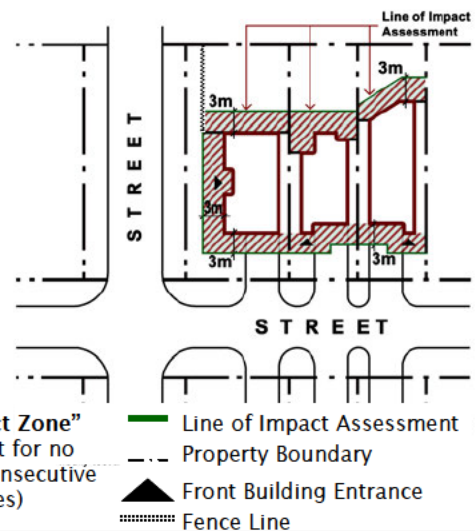 Line of Impact
Assessment
3m
3m
STREET
3m
3m
3m
STREET
ct Zone”
t for no
nsecutive
es)
Line of Impact Assessment
Property Boundary
Front Building Entrance
Fence Line